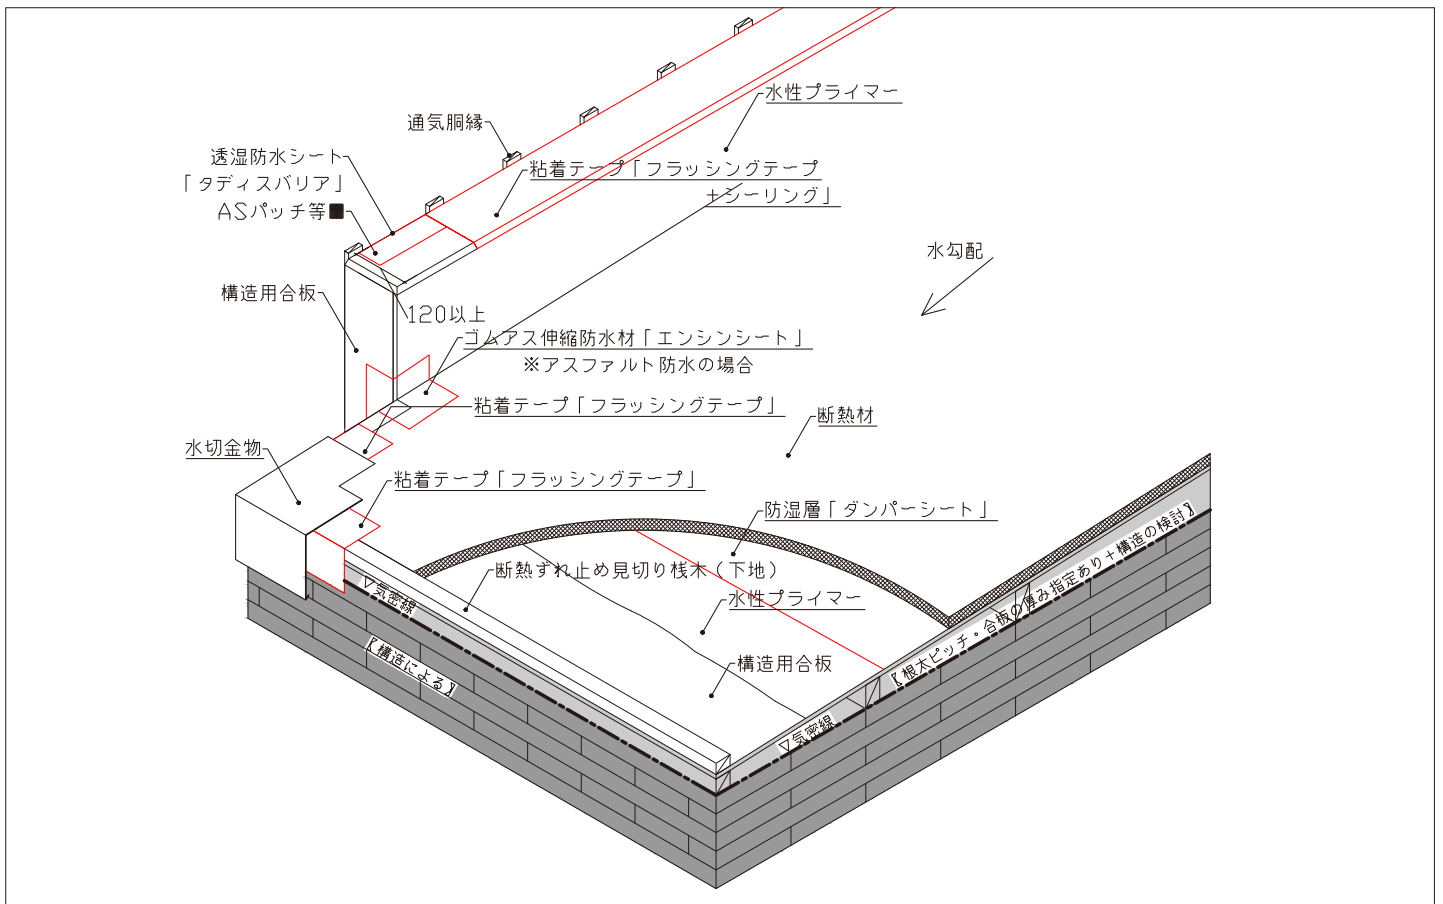 水性プライマー
通気胴縁
透湿防水シート
「タディスバリア」
ASパッチ等■
粘着テープ「フラッシングテープ
+シーリング」
水勾配
構造用合板
120以上
ゴムアス伸縮防水材「エンシンシート」
※アスファルト防水の場合
粘着テープ「フラッシングテープ」
断熱材
水切金物
粘着テープ「フラッシングテープ」
防湿層「ダンパーシート」
断熱ずれ止め見切り桟木(下地)
▽気密線
水性プライマー
【根太ピッチ・合板の厚み指定あり+構造の検討】
【構造による】
構造用合板
▽気密線